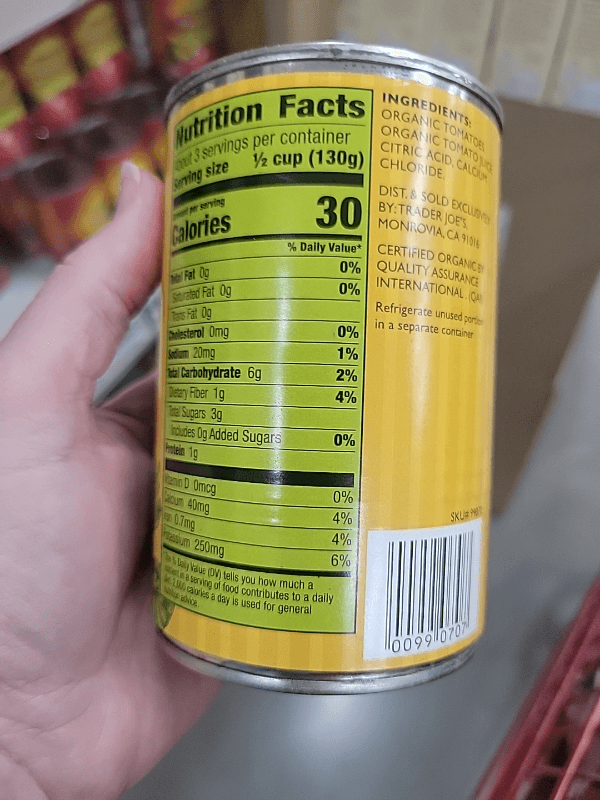 Nutrition Facts
About 3 servings per container
Serving size ½ cup (130g)
Amount per serving
Calories 30
% Daily Value*
Total Fat 0g 0%
Saturated Fat 0g 0%
Trans Fat 0g
Cholesterol 0mg 0%
Sodium 20mg 1%
Total Carbohydrate 6g 2%
Dietary Fiber 1g 4%
Total Sugars 3g
Includes 0g Added Sugars 0%
Protein 1g
Vitamin D 0mcg 0%
Calcium 40mg 4%
Iron 0.7mg 4%
Potassium 250mg 6%
*The % Daily Value (DV) tells you how much a
nutrient in a serving of food contributes to a daily
diet. 2,000 calories a day is used for general
nutrition advice.
INGREDIENTS:
ORGANIC TOMATOES
ORGANIC TOMATO JUICE
CITRIC ACID, CALCIUM
CHLORIDE
DIST. & SOLD EXCLUSIVELY
BY: TRADER JOE'S,
MONROVIA, CA 91016
CERTIFIED ORGANIC BY
QUALITY ASSURANCE
INTERNATIONAL (QAI
Refrigerate unused portion
in a separate container
SKU#
0099 0707